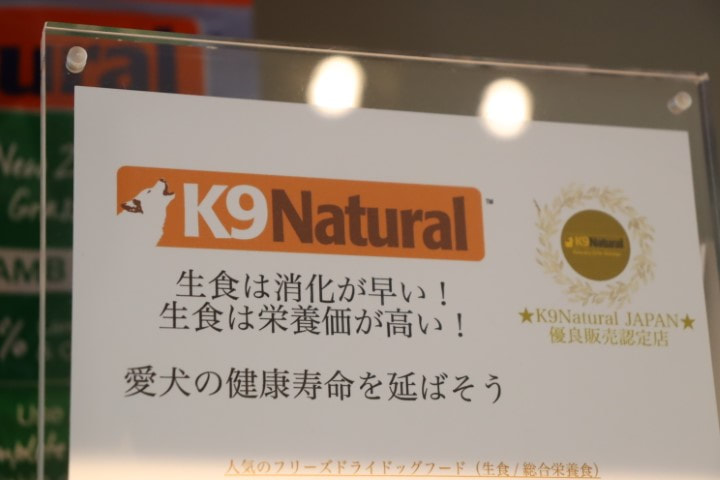 K9Natural™
生食は消化が早い！
生食は栄養価が高い！
愛犬の健康寿命を延ばそう
人気のフリーズドライドッグフード（生食/総合栄養食）
K9Natural
★K9Natural JAPAN★
優良販売認定店